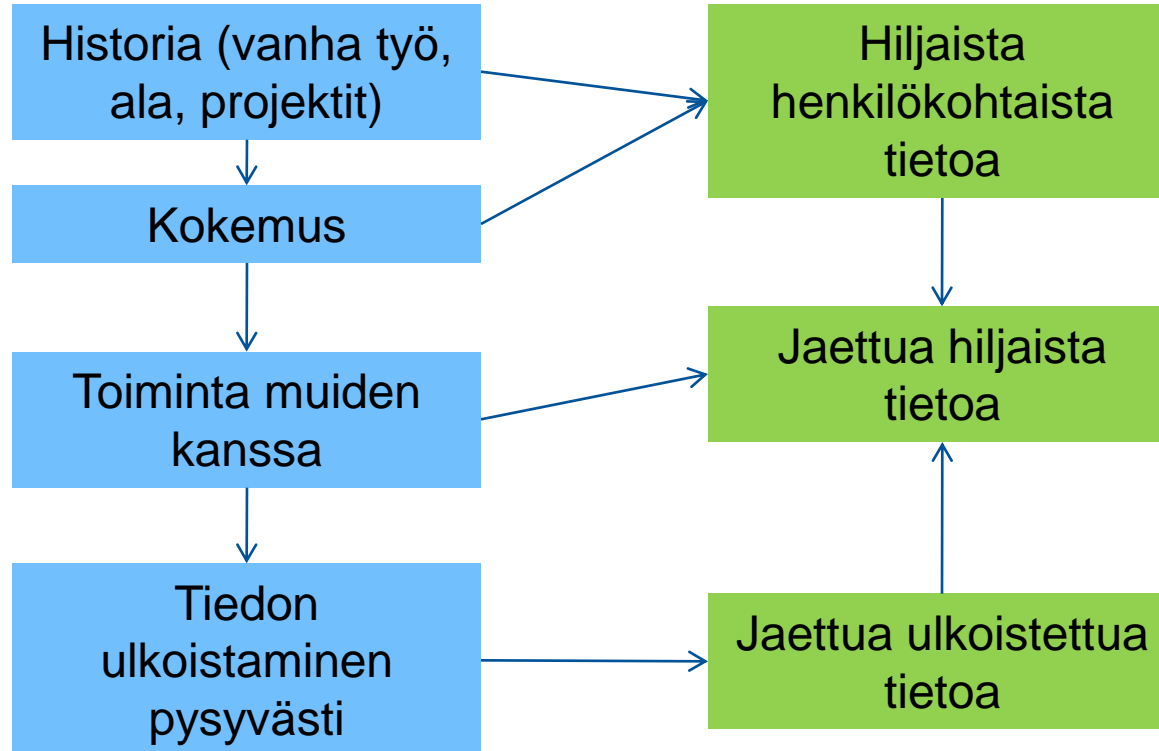 Historia (vanha työ,
ala, projektit)
Kokemus
Toiminta muiden
kanssa
Tiedon
ulkoistaminen
pysyvästi
Hiljaista
henkilökohtaista
tietoa
Jaettua hiljaista
tietoa
Jaettua ulkoistettua
tietoa